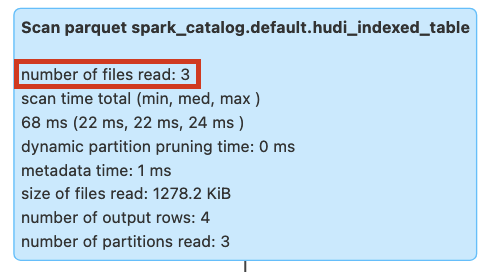 Scan parquet spark_catalog.default.hudi_indexed_table
number of files read: 3
scan time total (min, med, max )
68 ms (22 ms, 22 ms, 24 ms )
dynamic partition pruning time: 0 ms
metadata time: 1 ms
size of files read: 1278.2 KiB
number of output rows: 4
number of partitions read: 3